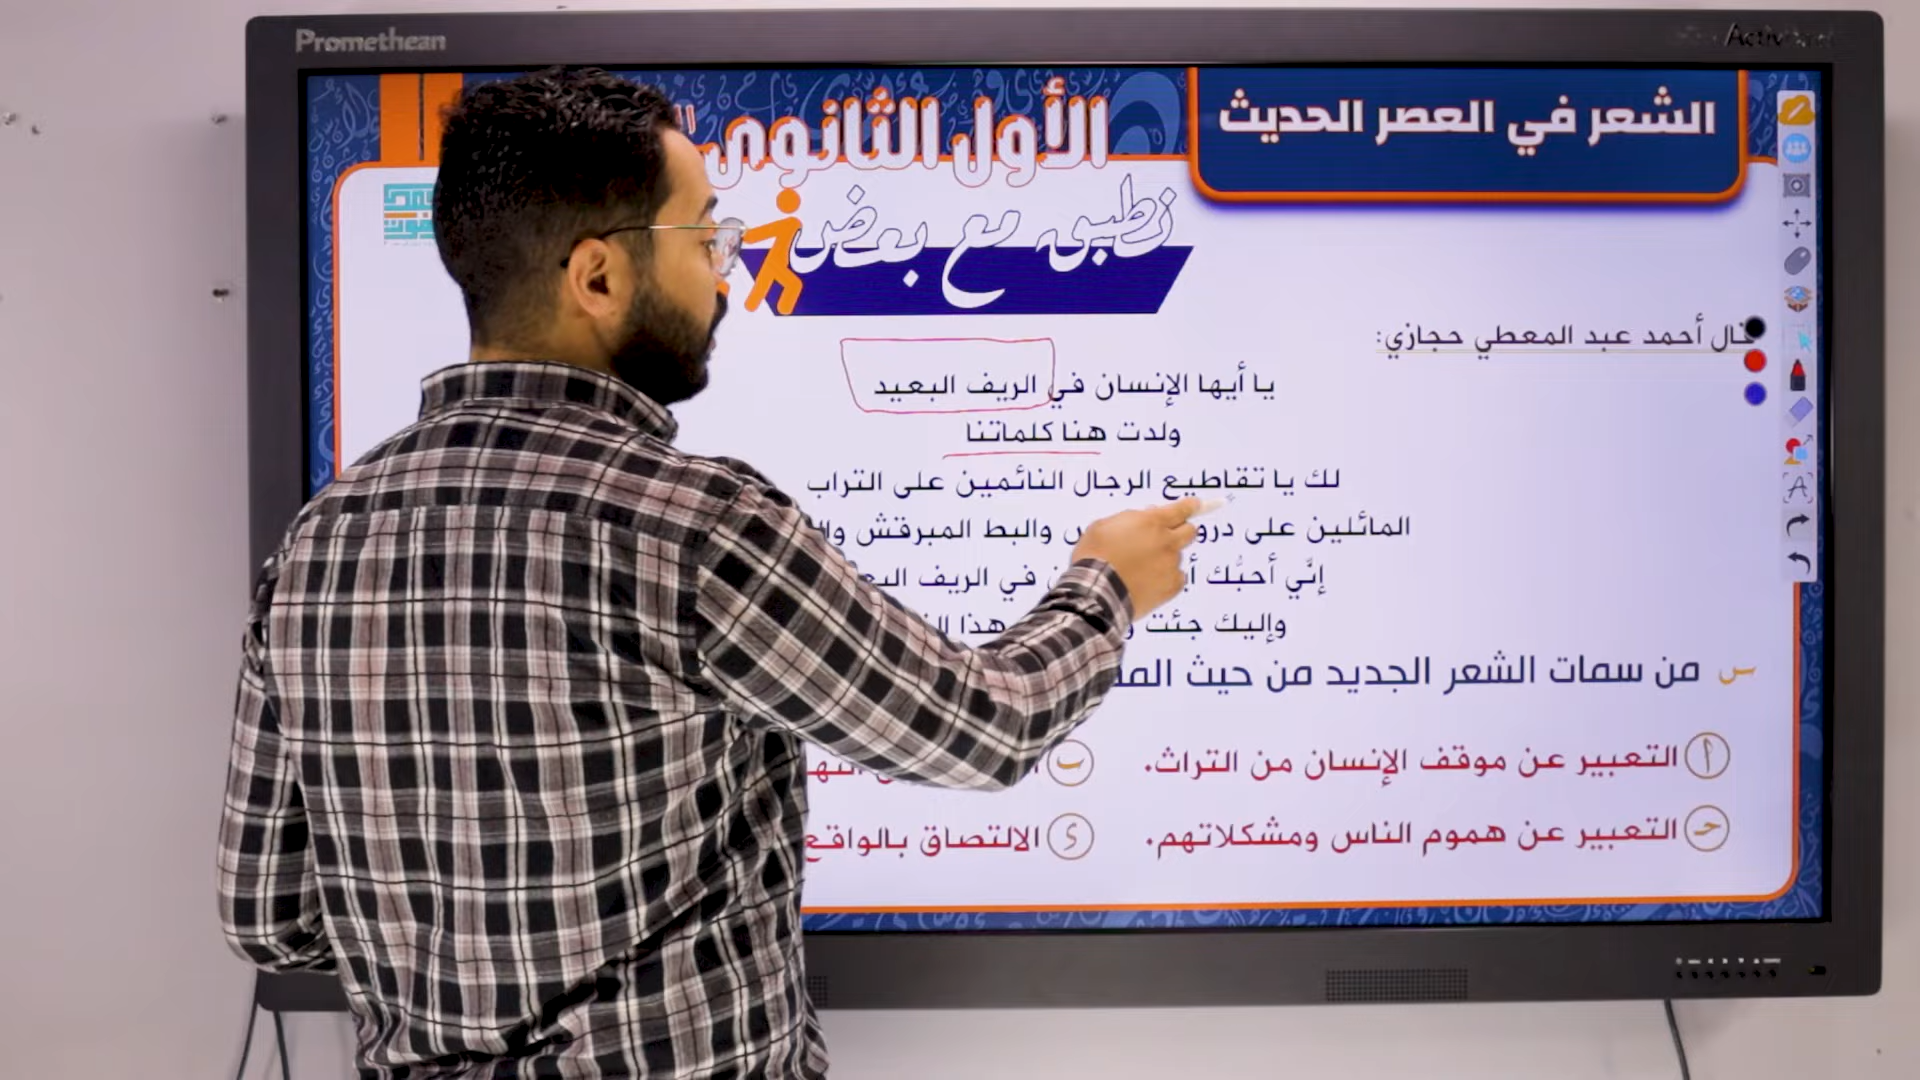 Promethean
الشعر في العصر الحديث
الأول الثانوي
نطبق مع بعض
قال أحمد عبد المعطي حجازي:
يا أيها الإنسان في الريف البعيد
ولدت هنا كلماتنا
لك يا تقاطيع الرجال النائمين على التراب
المائلين على والبط المبرقش
إنَّي أحبُّك في الريف
وإليك جئت هذا
س من سمات الشعر الجديد من حيث
أ التعبير عن موقف الإنسان من التراث.
ب
حـ التعبير عن هموم الناس ومشكلاتهم.
د الالتصاق بالواقع